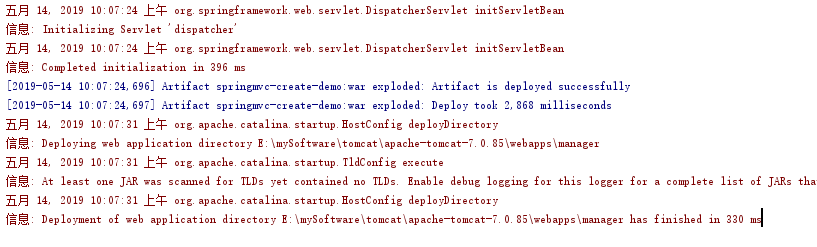 五月 14, 2019 10:07:24 上午 org.springframework.web.servlet.DispatcherServlet initServletBean
信息: Initializing Servlet 'dispatcher'
五月 14, 2019 10:07:24 上午 org.springframework.web.servlet.DispatcherServlet initServletBean
信息: Completed initialization in 396 ms
[2019-05-14 10:07:24,696] Artifact springmvc-create-demo:war exploded: Artifact is deployed successfully
[2019-05-14 10:07:24,697] Artifact springmvc-create-demo:war exploded: Deploy took 2,868 milliseconds
五月 14, 2019 10:07:31 上午 org.apache.catalina.startup.HostConfig deployDirectory
信息: Deploying web application directory E:\mySoftware\tomcat\apache-tomcat-7.0.85\webapps\manager
五月 14, 2019 10:07:31 上午 org.apache.catalina.startup.TldConfig execute
信息: At least one JAR was scanned for TLDs yet contained no TLDs. Enable debug logging for this logger for a complete list of JARs tha
五月 14, 2019 10:07:31 上午 org.apache.catalina.startup.HostConfig deployDirectory
信息: Deployment of web application directory E:\mySoftware\tomcat\apache-tomcat-7.0.85\webapps\manager has finished in 330 ms